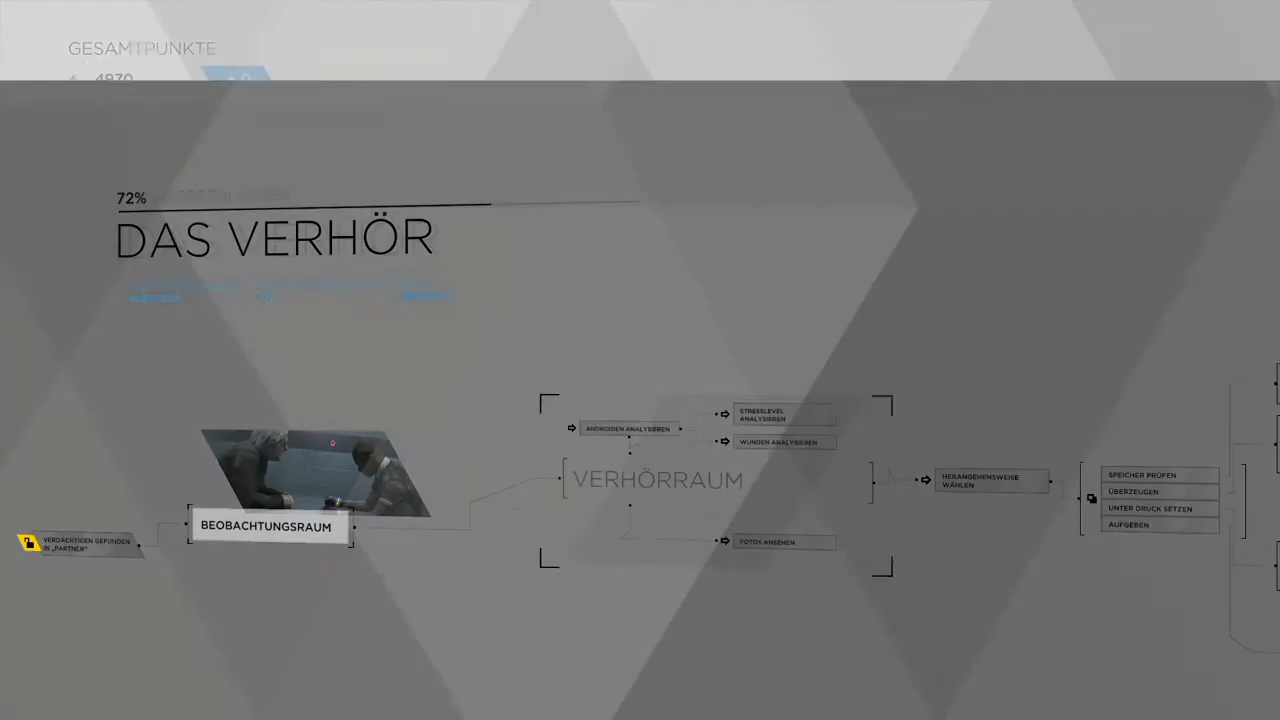 GESAMTPUNKTE
4970
72%
DAS VERHÖR
ANDROIDEN ANALYSIEREN
STRESSLEVEL
ANALYSIEREN
WUNDEN ANALYSIEREN
VERHÖRRAUM
HERANGEHENSWEISE
WÄHLEN
SPEICHER PRÜFEN
ÜBERZEUGEN
UNTER DRUCK SETZEN
AUFGEBEN
BEOBACHTUNGSRAUM
VERDÄCHTIGEN GEFUNDEN
IN „PARTNER"
FOTOS ANSEHEN